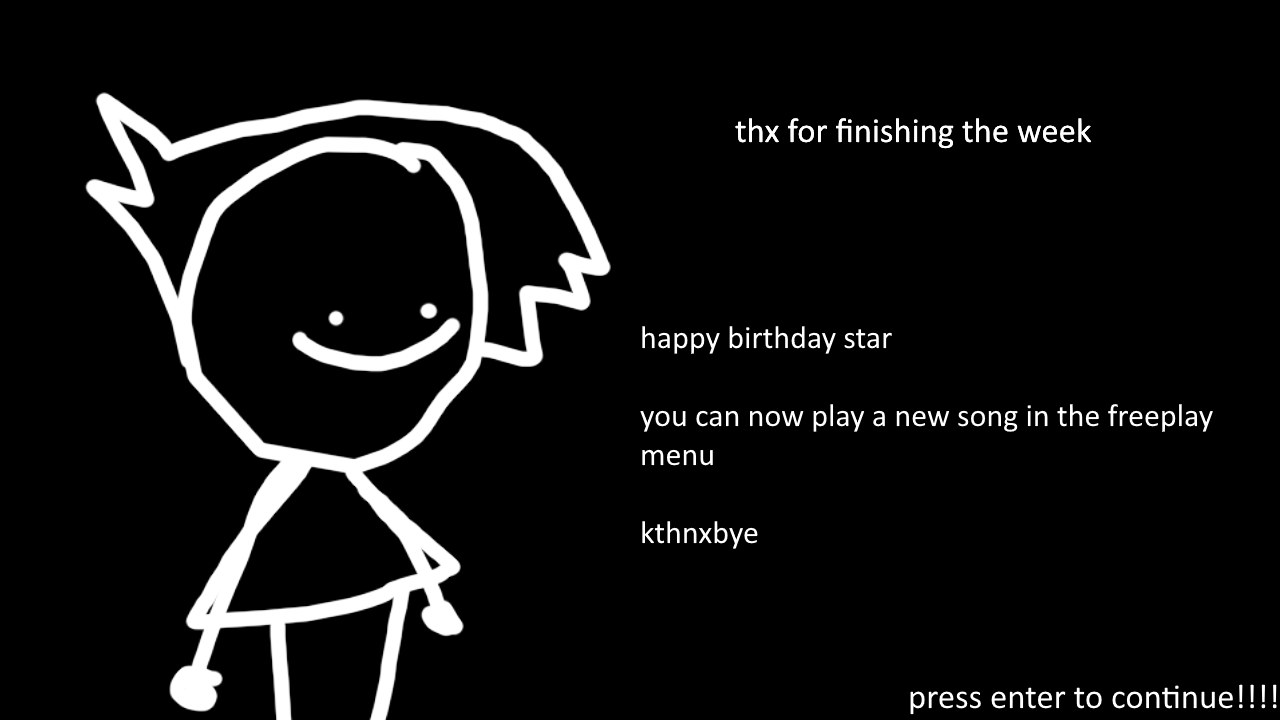 thx for finishing the week
happy birthday star
you can now play a new song in the freeplay
menu
kthnxbye
press enter to continue!!!!